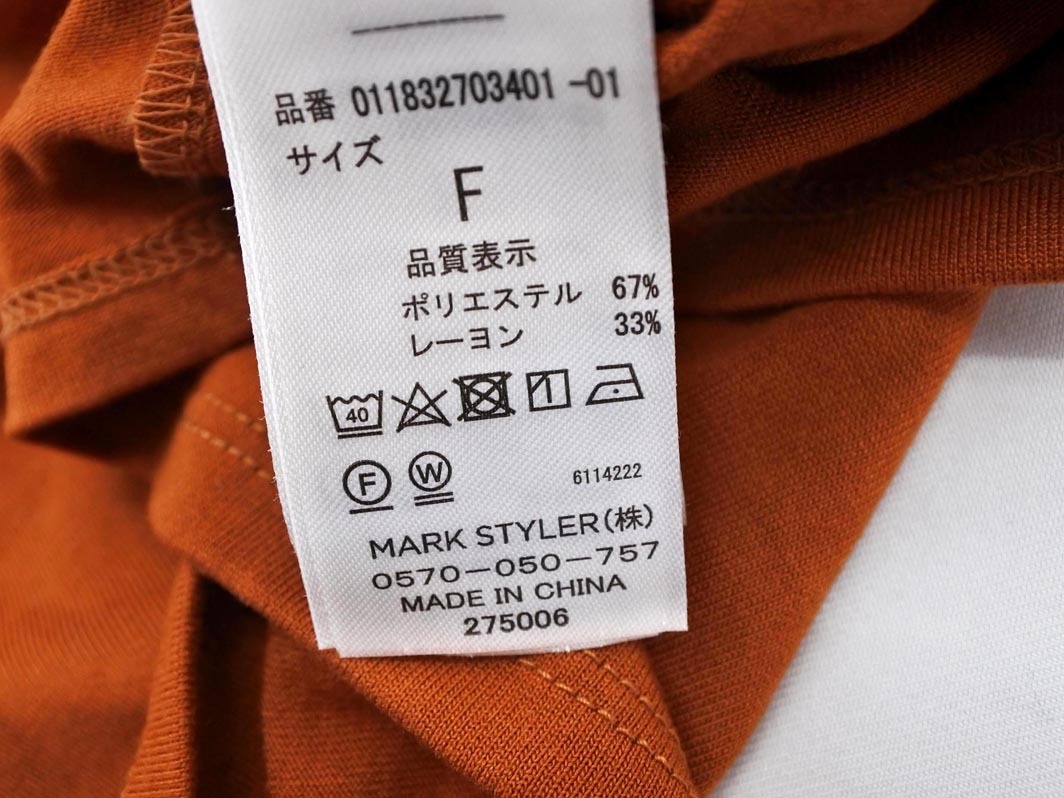 品番 011832703401 -01
サイズ
F
品質表示
ポリエステル 67%
レーヨン 33%
40
F W 6114222
MARK STYLER(株)
0570-050-757
MADE IN CHINA
275006